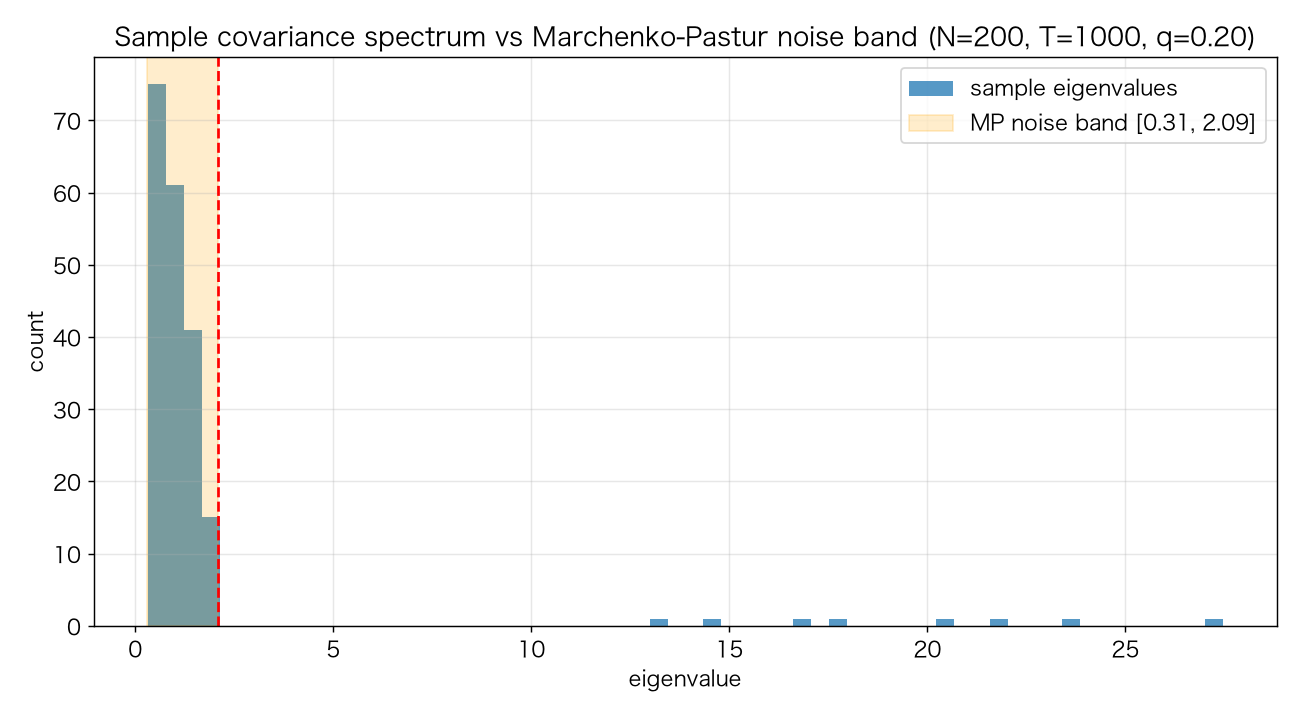 Sample covariance spectrum vs Marchenko-Pastur noise band (N=200, T=1000, q=0.20)
sample eigenvalues
MP noise band [0.31, 2.09]
70
60
50
40
30
20
10
0
count
0 5 10 15 20 25
eigenvalue